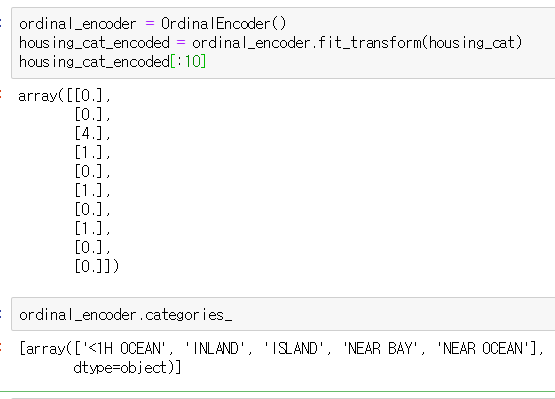 ordinal_encoder = OrdinalEncoder()
housing_cat_encoded = ordinal_encoder.fit_transform(housing_cat)
housing_cat_encoded[:10]
array([[0.],
[0.],
[4.],
[1.],
[0.],
[1.],
[0.],
[1.],
[0.],
[0.]])
ordinal_encoder.categories_
[array(['<1H OCEAN', 'INLAND', 'ISLAND', 'NEAR BAY', 'NEAR OCEAN'],
dtype=object)]